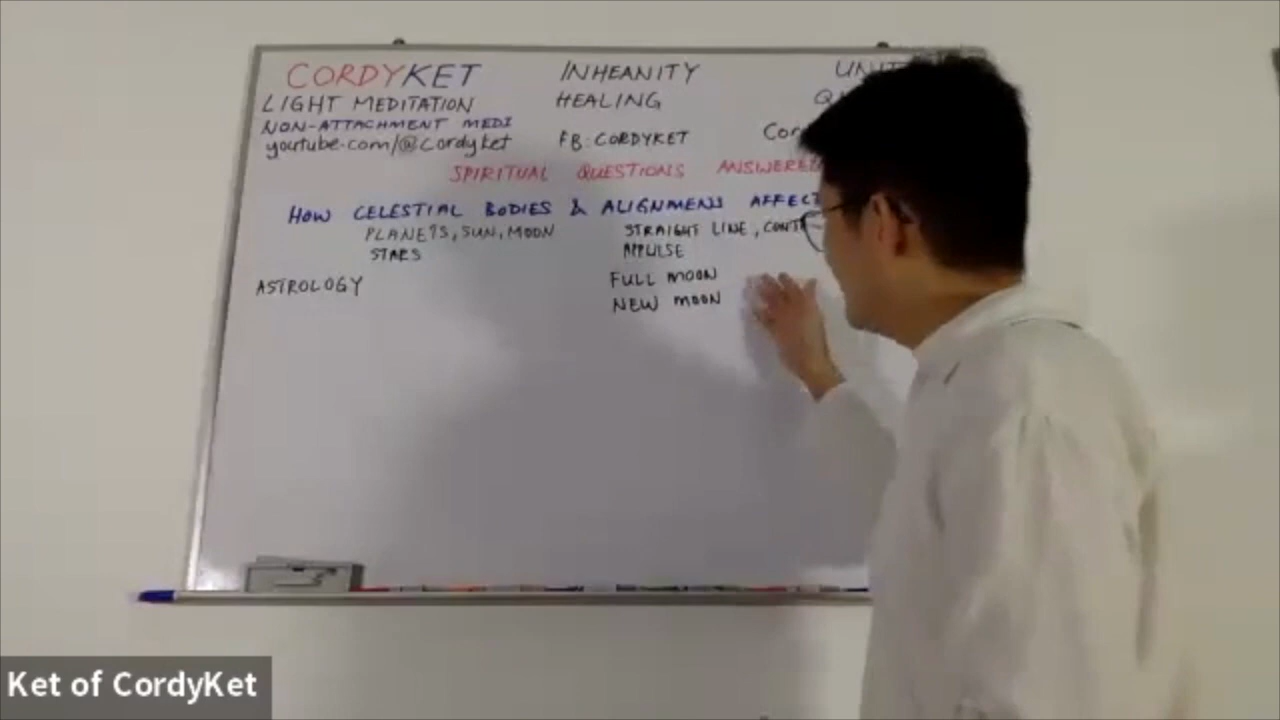 CORDYKET INHEANITY
LIGHT MEDITATION HEALING
NON-ATTACHMENT MEDI
youtube.com/@cordyket FB: CORDYKET
SPIRITUAL QUESTIONS ANSWERED
HOW CELESTIAL BODIES & ALIGNMENS AFFECT
PLANETS, SUN, MOON STRAIGHT LINE,
STARS APPULSE
ASTROLOGY FULL MOON
NEW MOON
Ket of CordyKet